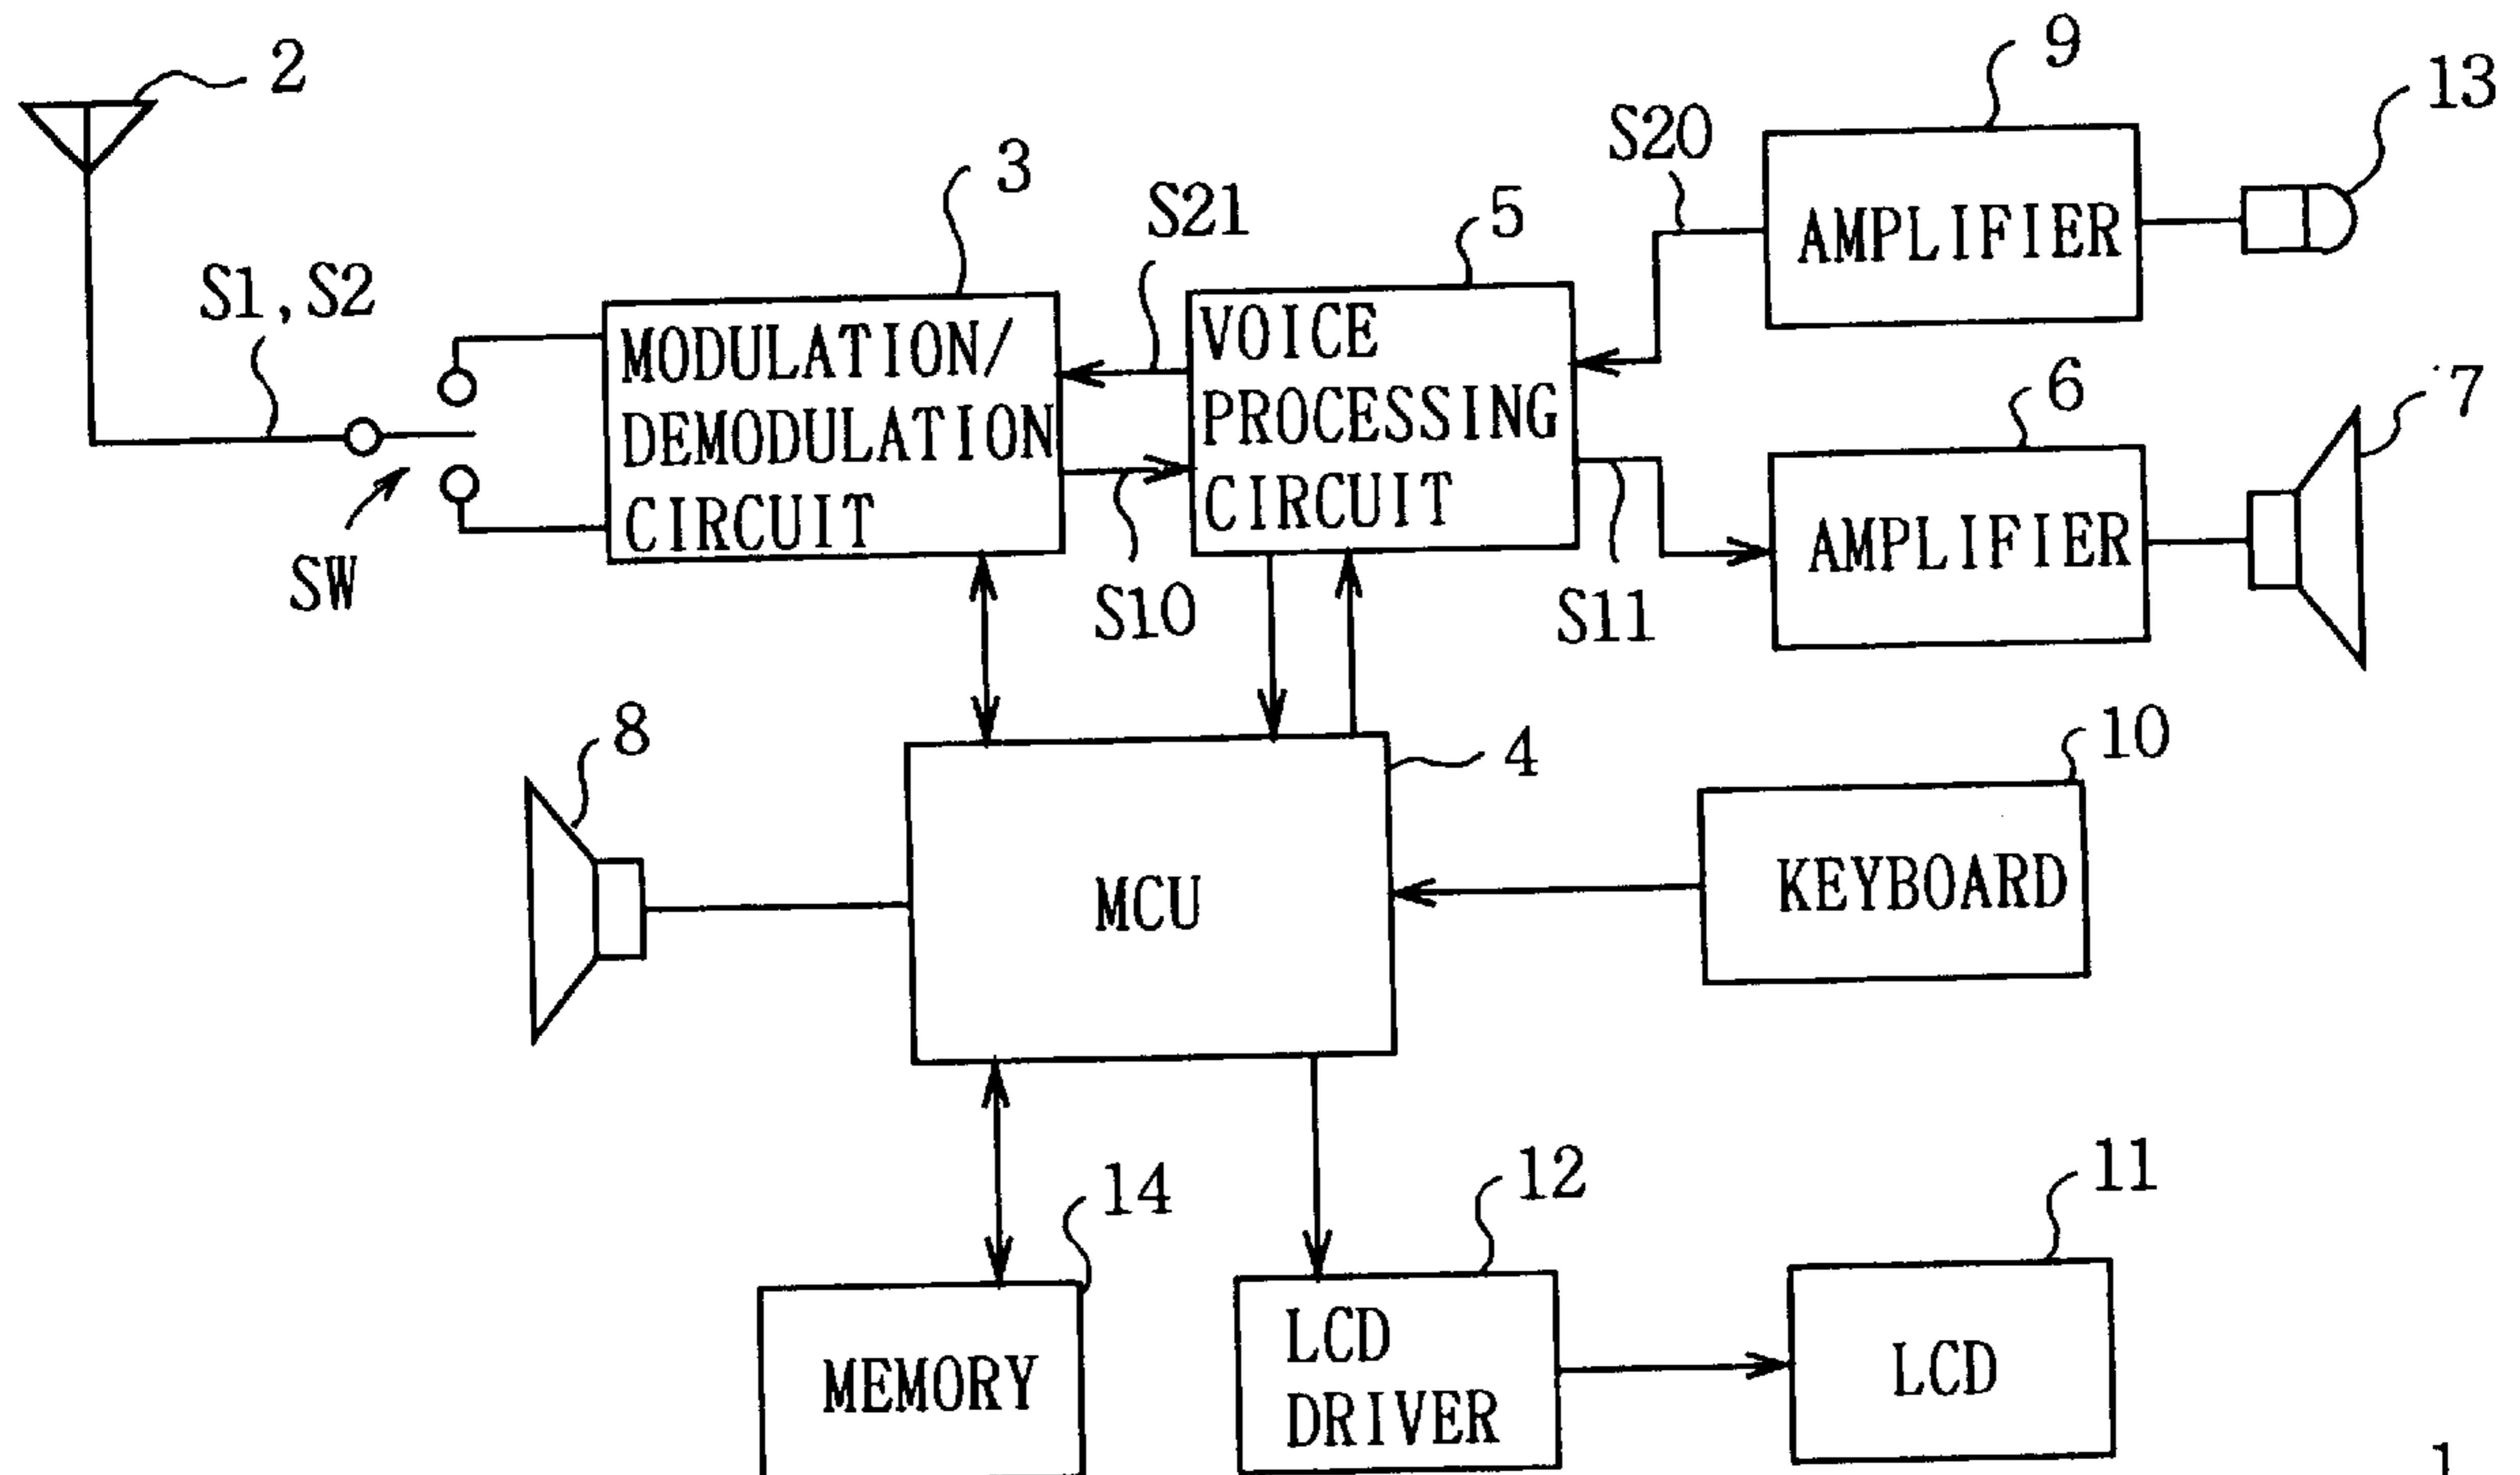 2
9
13
S20
3
S21
5
AMPLIFIER
S1, S2
MODULATION/
DEMODULATION
CIRCUIT
VOICE
PROCESSING
CIRCUIT
6
7
AMPLIFIER
SW
S10
S11
8
4
10
MCU
KEYBOARD
14
12
11
MEMORY
LCD
DRIVER
LCD
1